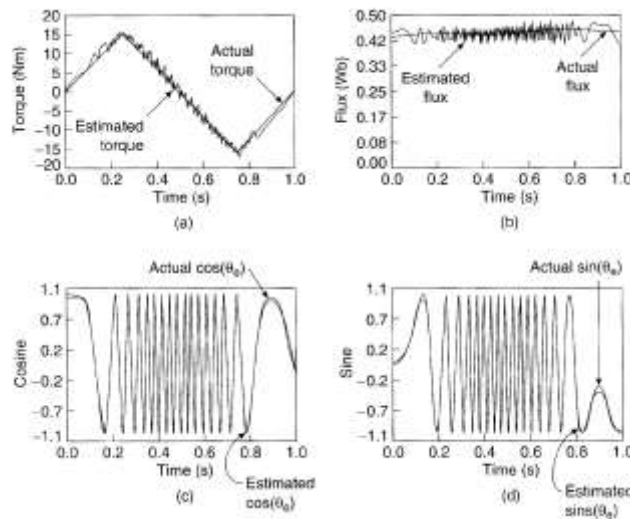 20
15
10
5
0
−5
−10
−15
−20
Torque (Nm)
Actual
torque
Estimated
torque
0.0 0.2 0.4 0.6 0.8 1.0
Time (s)
(a)
0.50
0.42
0.33
0.25
0.17
0.08
0.00
Flux (Wb)
Estimated
flux
Actual
flux
0.0 0.2 0.4 0.6 0.8 1.0
Time (s)
(b)
Actual cos(θe)
1.1
0.7
0.2
−0.2
−0.7
−1.1
Cosine
0.0 0.2 0.4 0.6 0.8 1.0
Time (s)
Estimated
cos(θe)
(c)
Actual sin(θe)
1.1
0.7
0.2
−0.2
−0.7
−1.1
Sine
0.0 0.2 0.4 0.6 0.8 1.0
Time (s)
Estimated
sins(θe)
(d)